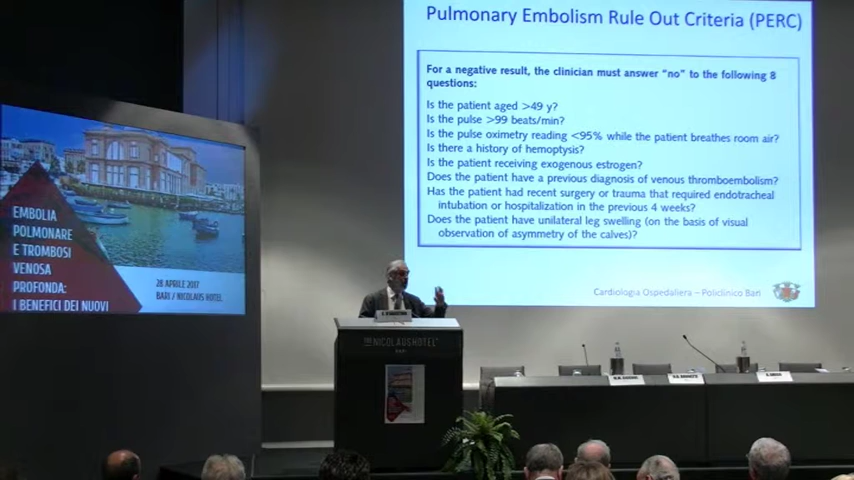 Pulmonary Embolism Rule Out Criteria (PERC)
For a negative result, the clinician must answer "no" to the following 8
questions:
Is the patient aged >49 y?
Is the pulse >99 beats/min?
Is the pulse oximetry reading <95% while the patient breathes room air?
Is there a history of hemoptysis?
Is the patient receiving exogenous estrogen?
Does the patient have a previous diagnosis of venous thromboembolism?
Has the patient had recent surgery or trauma that required endotracheal
intubation or hospitalization in the previous 4 weeks?
Does the patient have unilateral leg swelling (on the basis of visual
observation of asymmetry of the calves)?
Cardiologia Ospedaliera – Policlinico Bari
EMBOLIA
POLMONARE
E TROMBOSI
VENOSA
PROFONDA:
I BENEFICI DEI NUOVI
28 APRILE 2017
BARI / NICOLAUS HOTEL
THE NICOLAUS HOTEL
BARI